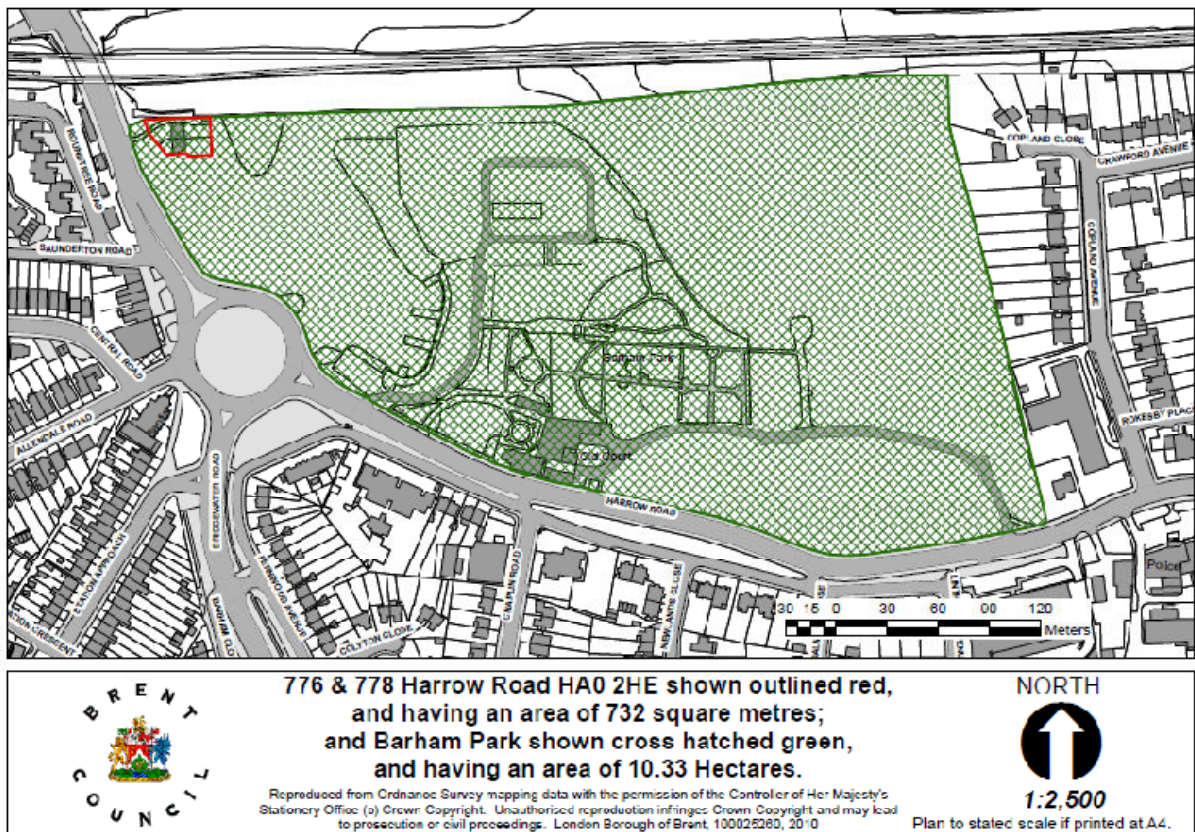 ROUNDTREE ROAD
COPLAND CLOSE
CRAWFORD AVENUE
SAUNDERTON ROAD
COPLAND AVENUE
CENTRAL ROAD
Barham Park
ROKESBY PLACE
ALLENDALE ROAD
Old Court
BRIDGEWATER ROAD
HARROW ROAD
STATION APPROACH
CHAPLIN ROAD
Police
30 15 0 30 60 90 120
Meters
COLYTON CLOSE
BRENT
COUNCIL
776 & 778 Harrow Road HA0 2HE shown outlined red,
and having an area of 732 square metres;
and Barham Park shown cross hatched green,
and having an area of 10.33 Hectares.
Reproduced from Ordnance Survey mapping data with the permission of the Controller of Her Majesty's
Stationery Office (c) Crown Copyright. Unauthorised reproduction infringes Crown Copyright and may lead
to prosecution or civil proceedings. London Borough of Brent, 100025260, 2010
NORTH
1:2,500
Plan to stated scale if printed at A4.